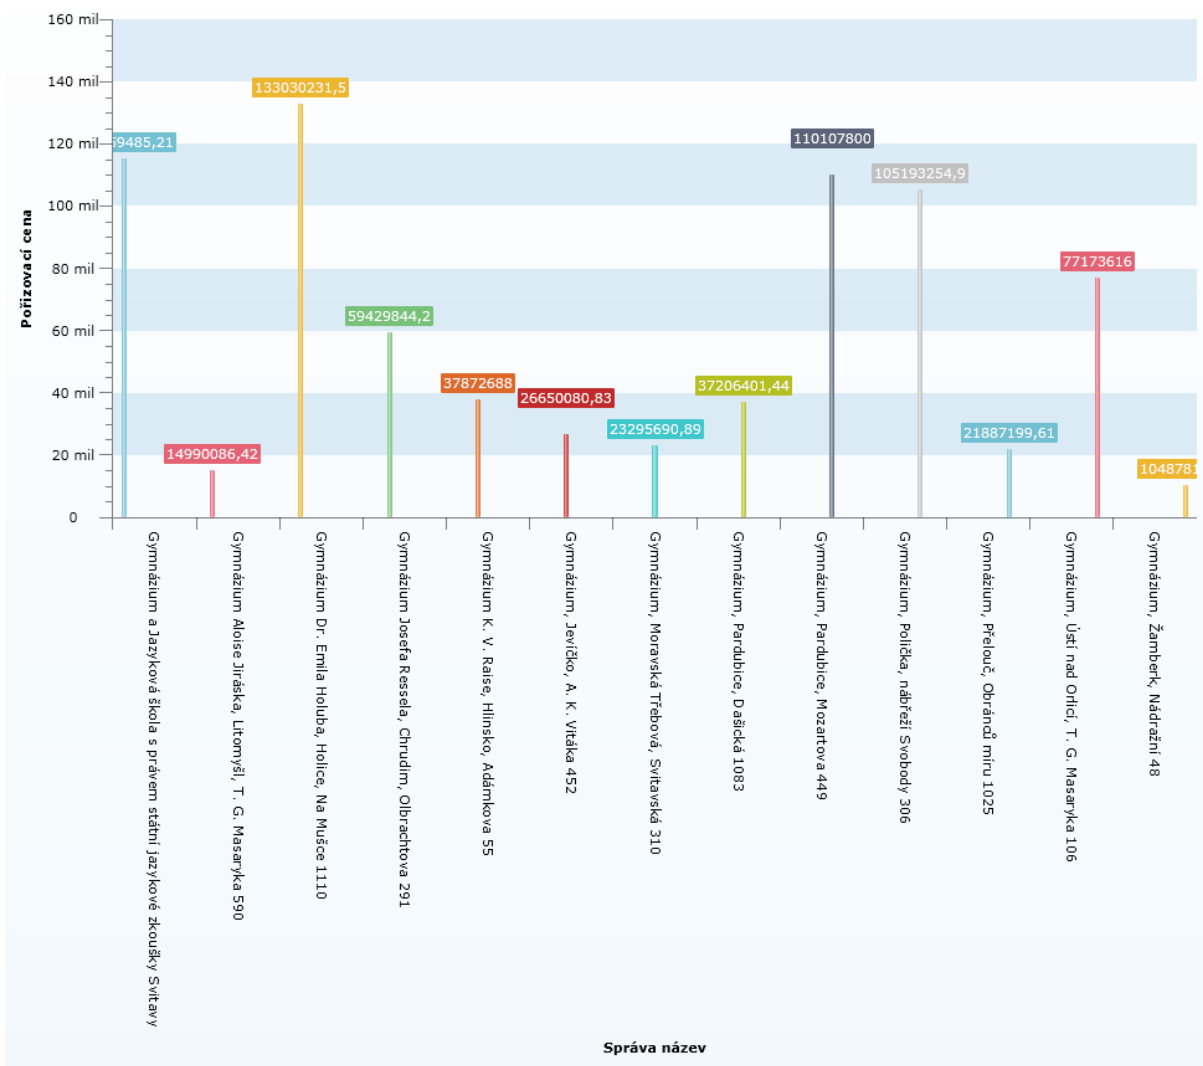 160 mil
140 mil
120 mil
100 mil
80 mil
60 mil
40 mil
20 mil
0
Pořizovací cena
59485,21
14990086,42
133030231,5
59429844,2
37872688
26650080,83
23295690,89
37206401,44
110107800
105193254,9
21887199,61
77173616
1048781
Gymnázium a Jazyková škola s právem státní jazykové zkoušky Svitavy
Gymnázium Aloise Jiráska, Litomyšl, T. G. Masaryka 590
Gymnázium Dr. Emila Holuba, Holice, Na Mušce 1110
Gymnázium Josefa Ressela, Chrudim, Olbrachtova 291
Gymnázium K. V. Raise, Hlinsko, Adámkova 55
Gymnázium, Jevíčko, A. K. Vitáka 452
Gymnázium, Moravská Třebová, Svitavská 310
Gymnázium, Pardubice, Dašická 1083
Gymnázium, Pardubice, Mozartova 449
Gymnázium, Polička, nábřeží Svobody 306
Gymnázium, Přelouč, Obránců míru 1025
Gymnázium, Ústí nad Orlicí, T. G. Masaryka 106
Gymnázium, Žamberk, Nádražní 48
Správa název